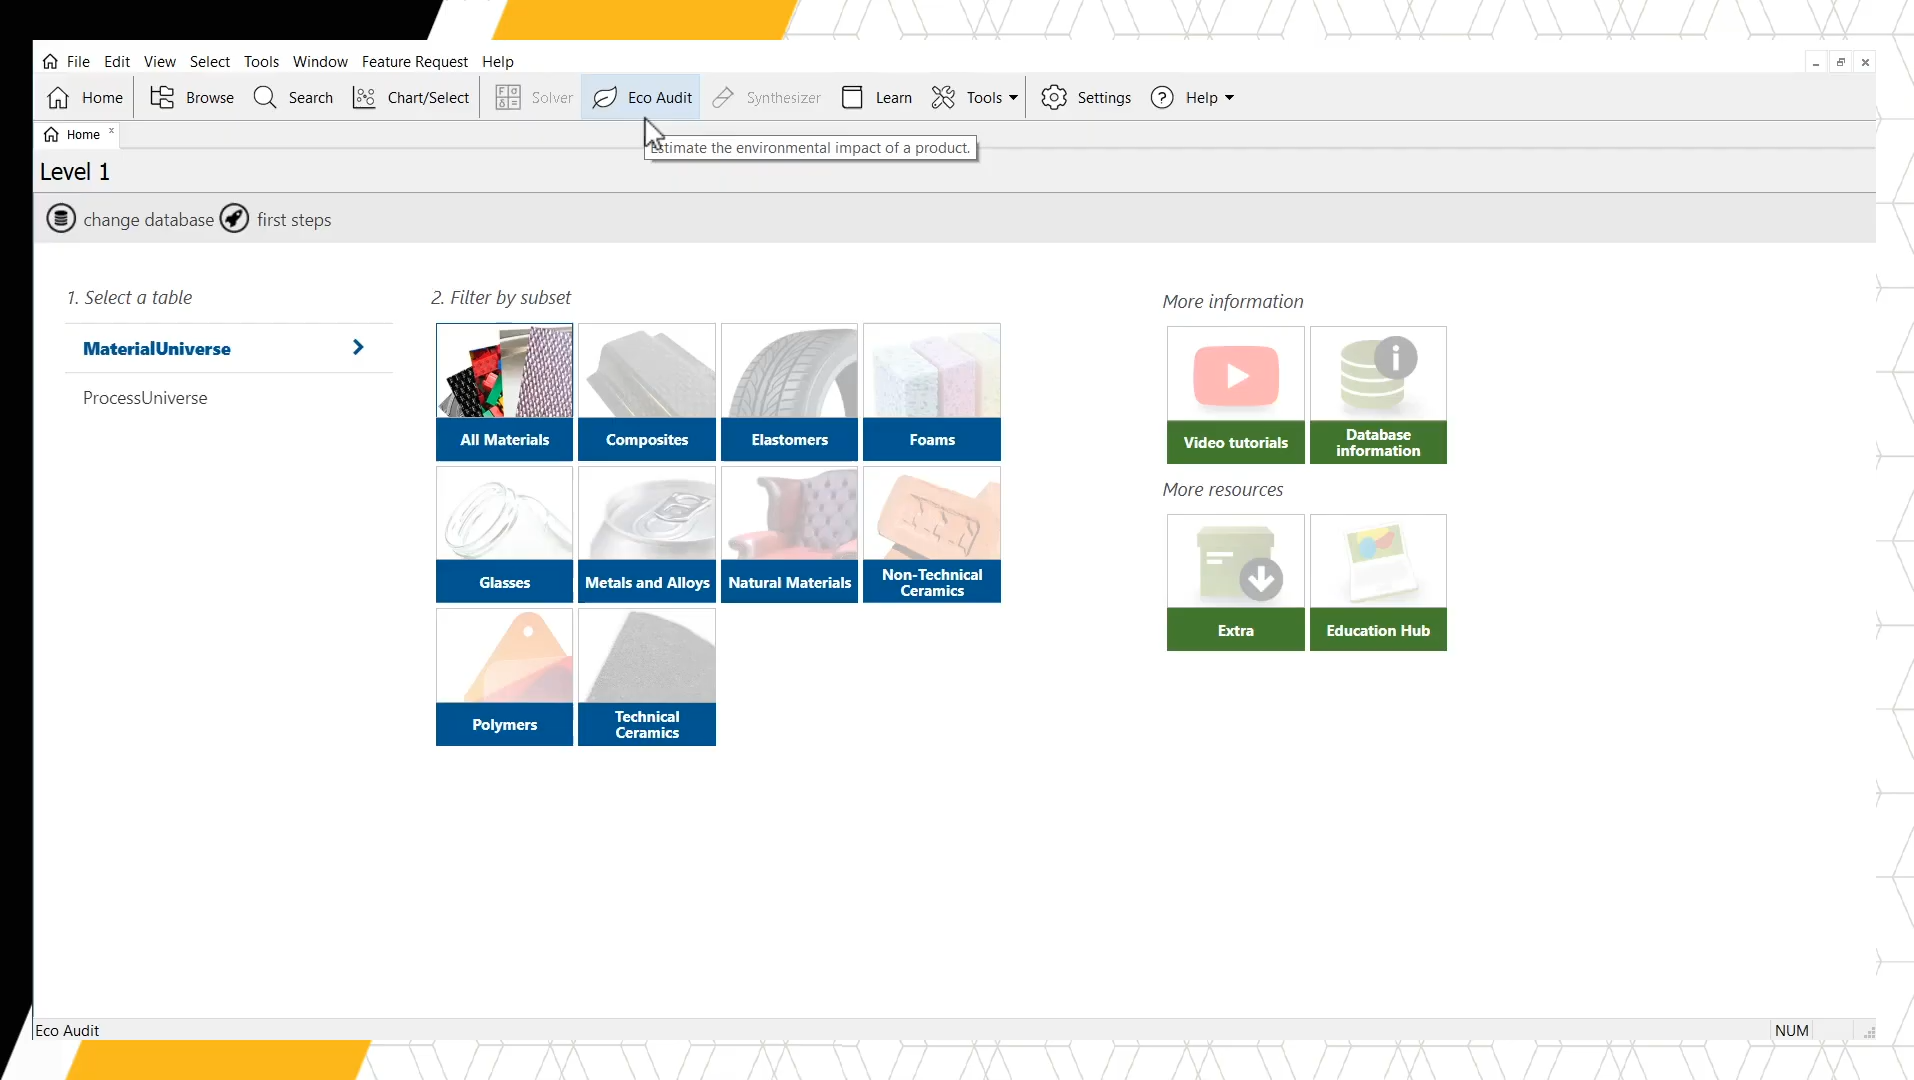 File Edit View Select Tools Window Feature Request Help
Home Browse Search Chart/Select Solver Eco Audit Synthesizer Learn Tools Settings Help
Home
Estimate the environmental impact of a product.
Level 1
change database first steps
1. Select a table
MaterialUniverse
ProcessUniverse
2. Filter by subset
All Materials
Composites
Elastomers
Foams
Glasses
Metals and Alloys
Natural Materials
Non-Technical
Ceramics
Polymers
Technical
Ceramics
More information
Video tutorials
Database
information
More resources
Extra
Education Hub
Eco Audit
NUM